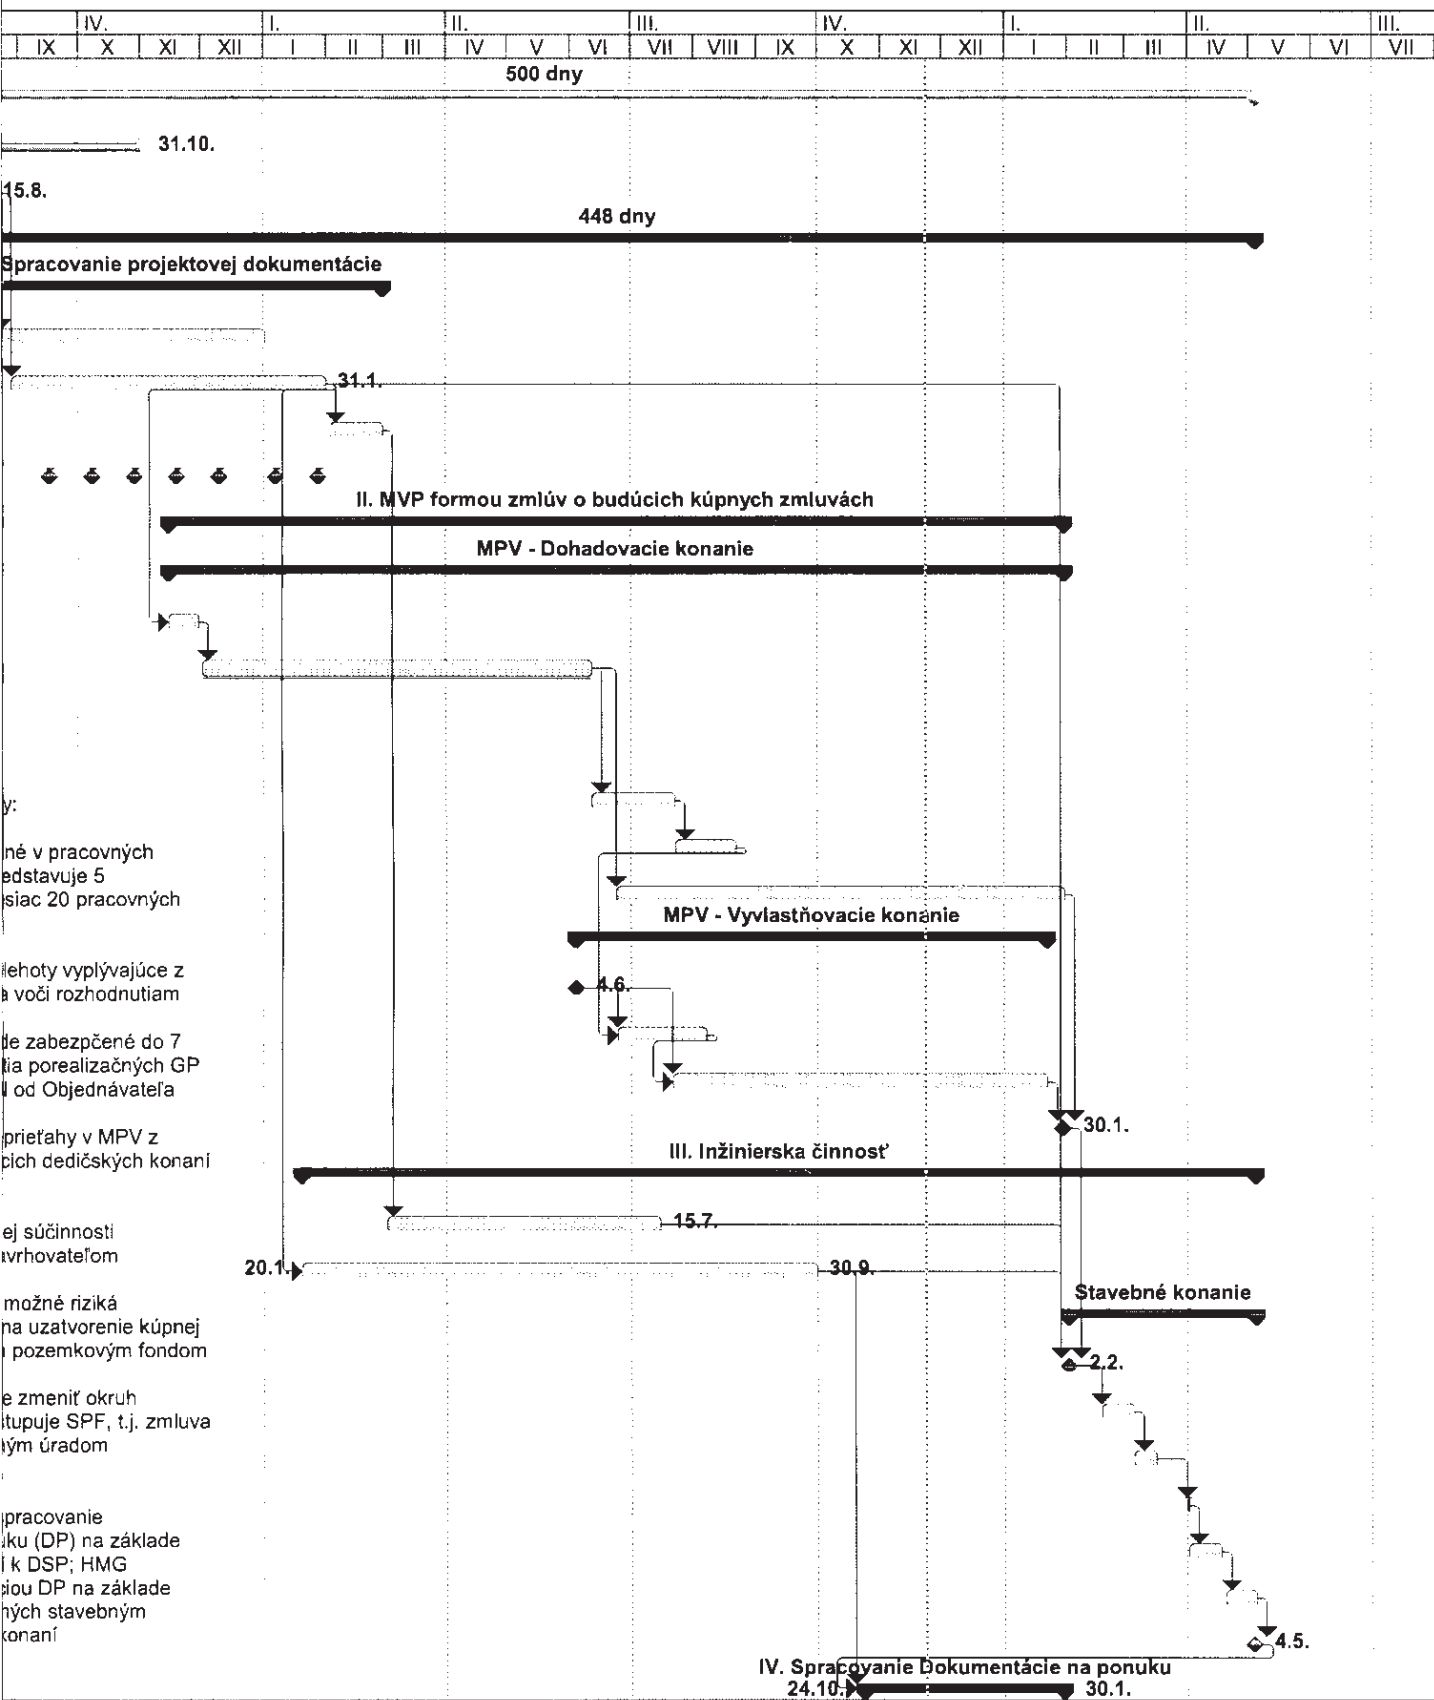 IV. I. II. III. IV. I. II. III.
IX X XI XII I II III IV V VI VII VIII IX X XI XII I II III IV V VI VII
500 dny
31.10.
15.8.
448 dny
Spracovanie projektovej dokumentácie
31.1.
II. MVP formou zmlúv o budúcich kúpnych zmluvách
MPV - Dohadovacie konanie
y:
né v pracovných
edstavuje 5
siac 20 pracovných
MPV - Vyvlastňovacie konanie
lehoty vyplývajúce z
a voči rozhodnutiam
4.6.
de zabezpčené do 7
tia porealizačných GP
od Objednávateľa
prieťahy v MPV z
cich dedičských konaní
30.1.
III. Inžinierska činnosť
ej súčinnosti
avrhovateľom
15.7.
20.1. 30.9.
Stavebné konanie
možné riziká
na uzatvorenie kúpnej
pozemkovým fondom
2.2.
e zmeniť okruh
stupuje SPF, t.j. zmluva
ým úradom
pracovanie
uku (DP) na základe
k DSP; HMG
ciou DP na základe
ných stavebným
konaní
4.5.
IV. Spracovanie Dokumentácie na ponuku
24.10. 30.1.